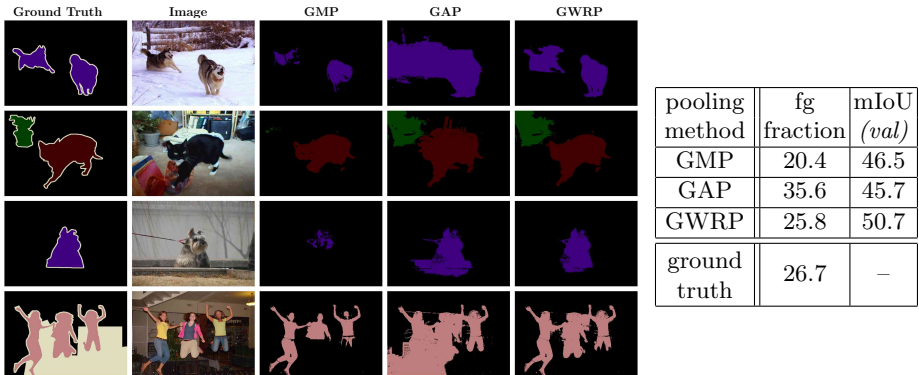 Ground Truth Image GMP GAP GWRP
pooling method fg fraction mIoU (val)
GMP 20.4 46.5
GAP 35.6 45.7
GWRP 25.8 50.7
ground truth 26.7 –